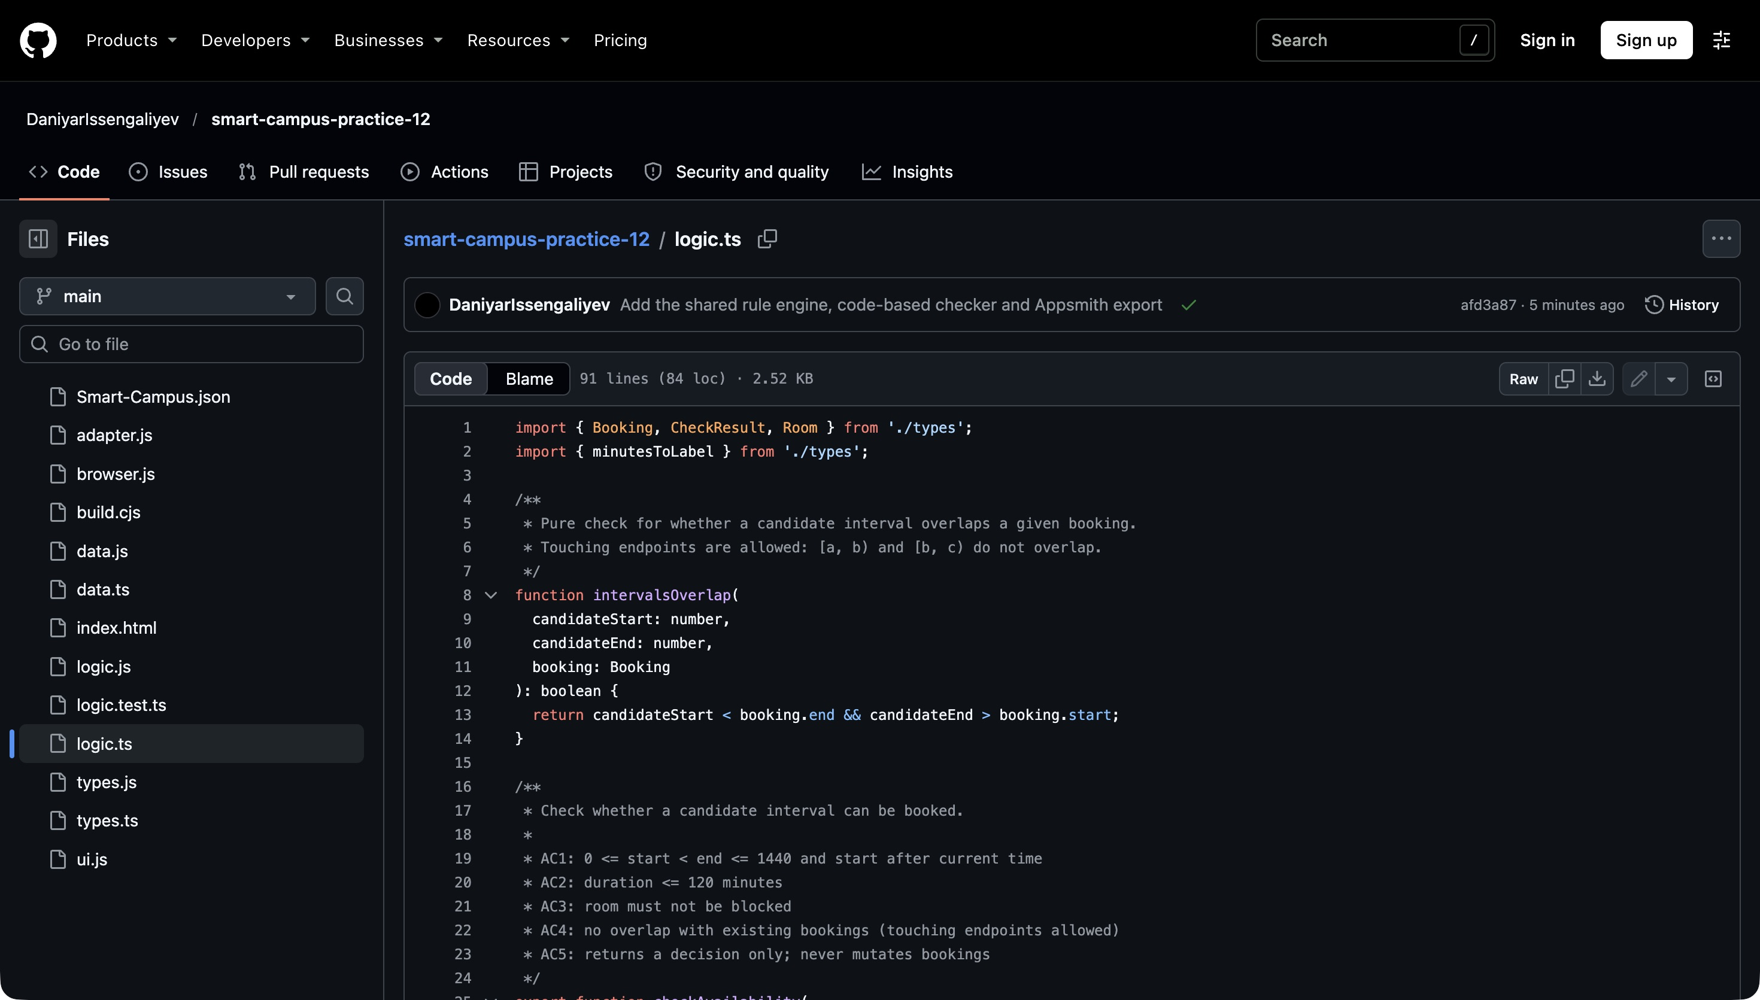 Products Developers Businesses Resources Pricing Search / Sign in Sign up
DaniyarIssengaliyev / smart-campus-practice-12
Code Issues Pull requests Actions Projects Security and quality Insights
Files
main
Go to file
Smart-Campus.json
adapter.js
browser.js
build.cjs
data.js
data.ts
index.html
logic.js
logic.test.ts
logic.ts
types.js
types.ts
ui.js
smart-campus-practice-12 / logic.ts
DaniyarIssengaliyev Add the shared rule engine, code-based checker and Appsmith export afd3a87 · 5 minutes ago History
Code Blame 91 lines (84 loc) · 2.52 KB Raw
1 import { Booking, CheckResult, Room } from './types';
2 import { minutesToLabel } from './types';
3
4 /**
5 * Pure check for whether a candidate interval overlaps a given booking.
6 * Touching endpoints are allowed: [a, b) and [b, c) do not overlap.
7 */
8 function intervalsOverlap(
9 candidateStart: number,
10 candidateEnd: number,
11 booking: Booking
12 ): boolean {
13 return candidateStart < booking.end && candidateEnd > booking.start;
14 }
15
16 /**
17 * Check whether a candidate interval can be booked.
18 *
19 * AC1: 0 <= start < end <= 1440 and start after current time
20 * AC2: duration <= 120 minutes
21 * AC3: room must not be blocked
22 * AC4: no overlap with existing bookings (touching endpoints allowed)
23 * AC5: returns a decision only; never mutates bookings
24 */
25 export function checkAvailability(